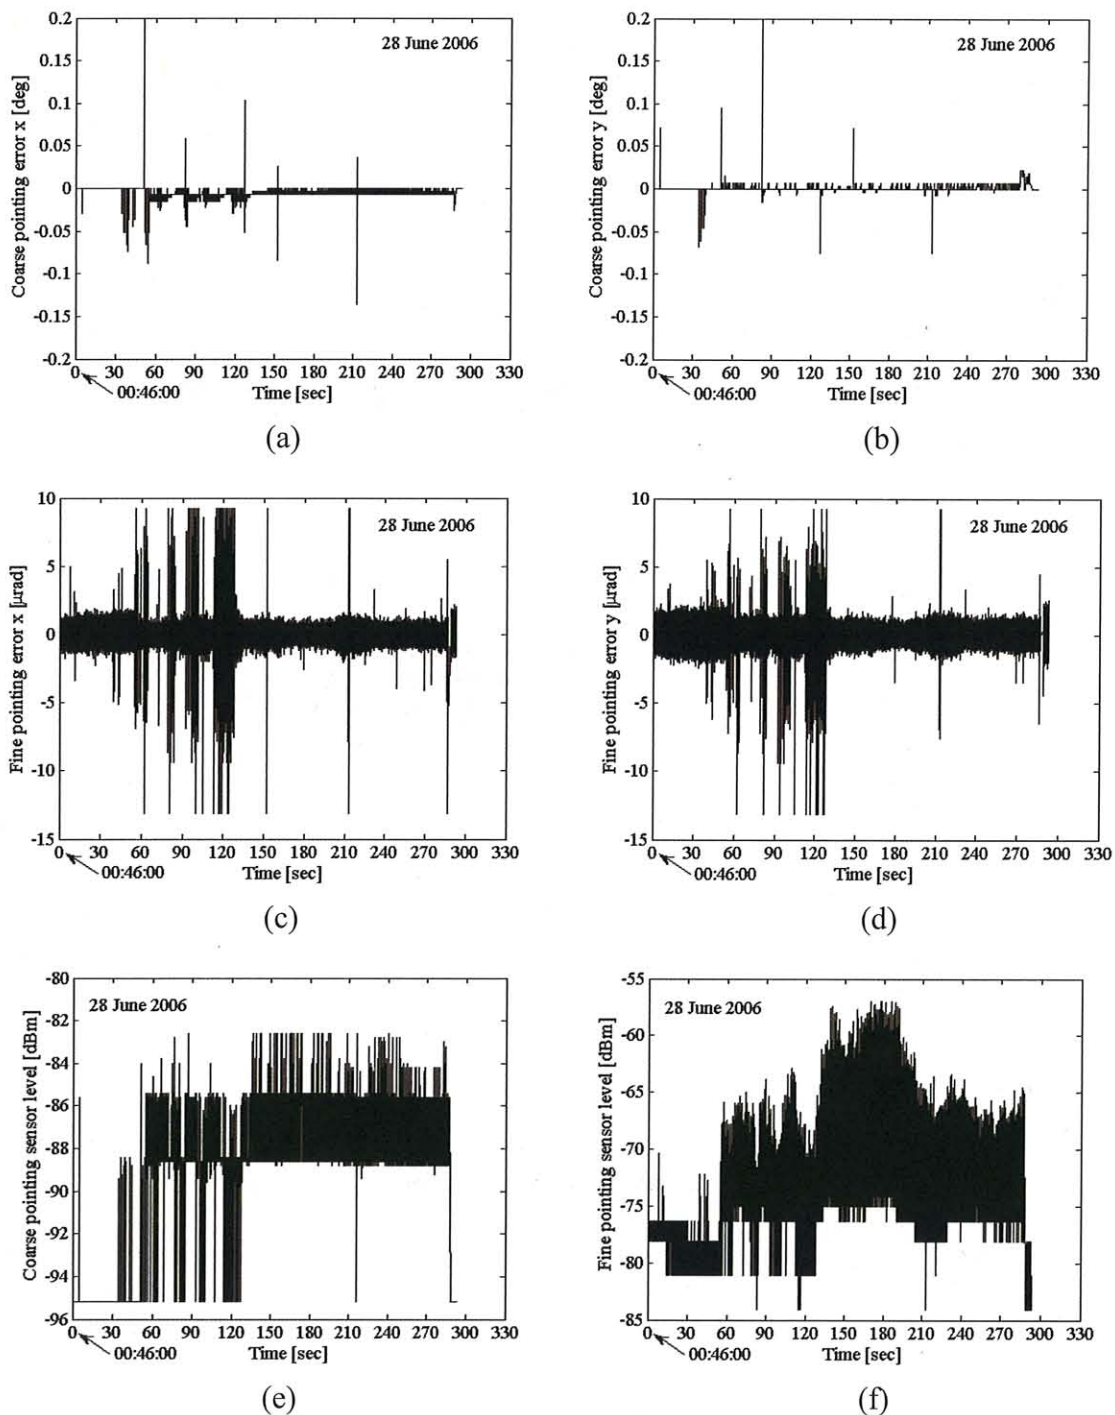 28 June 2006
Coarse pointing error x [deg]
0.2
0.15
0.1
0.05
0
-0.05
-0.1
-0.15
-0.2
0 30 60 90 120 150 180 210 240 270 300 330
00:46:00
Time [sec]
(a)
28 June 2006
Coarse pointing error y [deg]
0.2
0.15
0.1
0.05
0
-0.05
-0.1
-0.15
-0.2
0 30 60 90 120 150 180 210 240 270 300 330
00:46:00
Time [sec]
(b)
28 June 2006
Fine pointing error x [μrad]
10
5
0
-5
-10
-15
0 30 60 90 120 150 180 210 240 270 300 330
00:46:00
Time [sec]
(c)
28 June 2006
Fine pointing error y [μrad]
10
5
0
-5
-10
-15
0 30 60 90 120 150 180 210 240 270 300 330
00:46:00
Time [sec]
(d)
28 June 2006
Coarse pointing sensor level [dBm]
-80
-82
-84
-86
-88
-90
-92
-94
-96
0 30 60 90 120 150 180 210 240 270 300 330
00:46:00
Time [sec]
(e)
28 June 2006
Fine pointing sensor level [dBm]
-55
-60
-65
-70
-75
-80
-85
0 30 60 90 120 150 180 210 240 270 300 330
00:46:00
Time [sec]
(f)